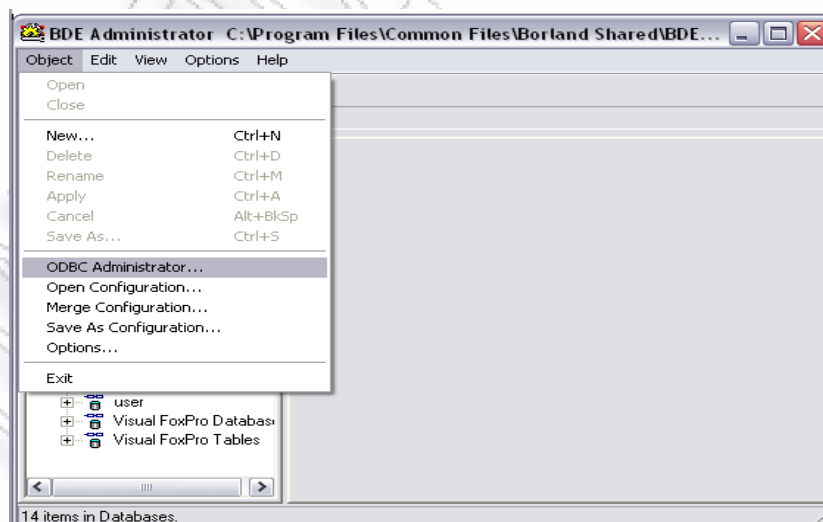 BDE Administrator C:\Program Files\Common Files\Borland Shared\BDE...
Object Edit View Options Help
Open
Close
New... Ctrl+N
Delete Ctrl+D
Rename Ctrl+M
Apply Ctrl+A
Cancel Alt+BkSp
Save As... Ctrl+S
ODBC Administrator...
Open Configuration...
Merge Configuration...
Save As Configuration...
Options...
Exit
user
Visual FoxPro Databas
Visual FoxPro Tables
14 items in Databases.